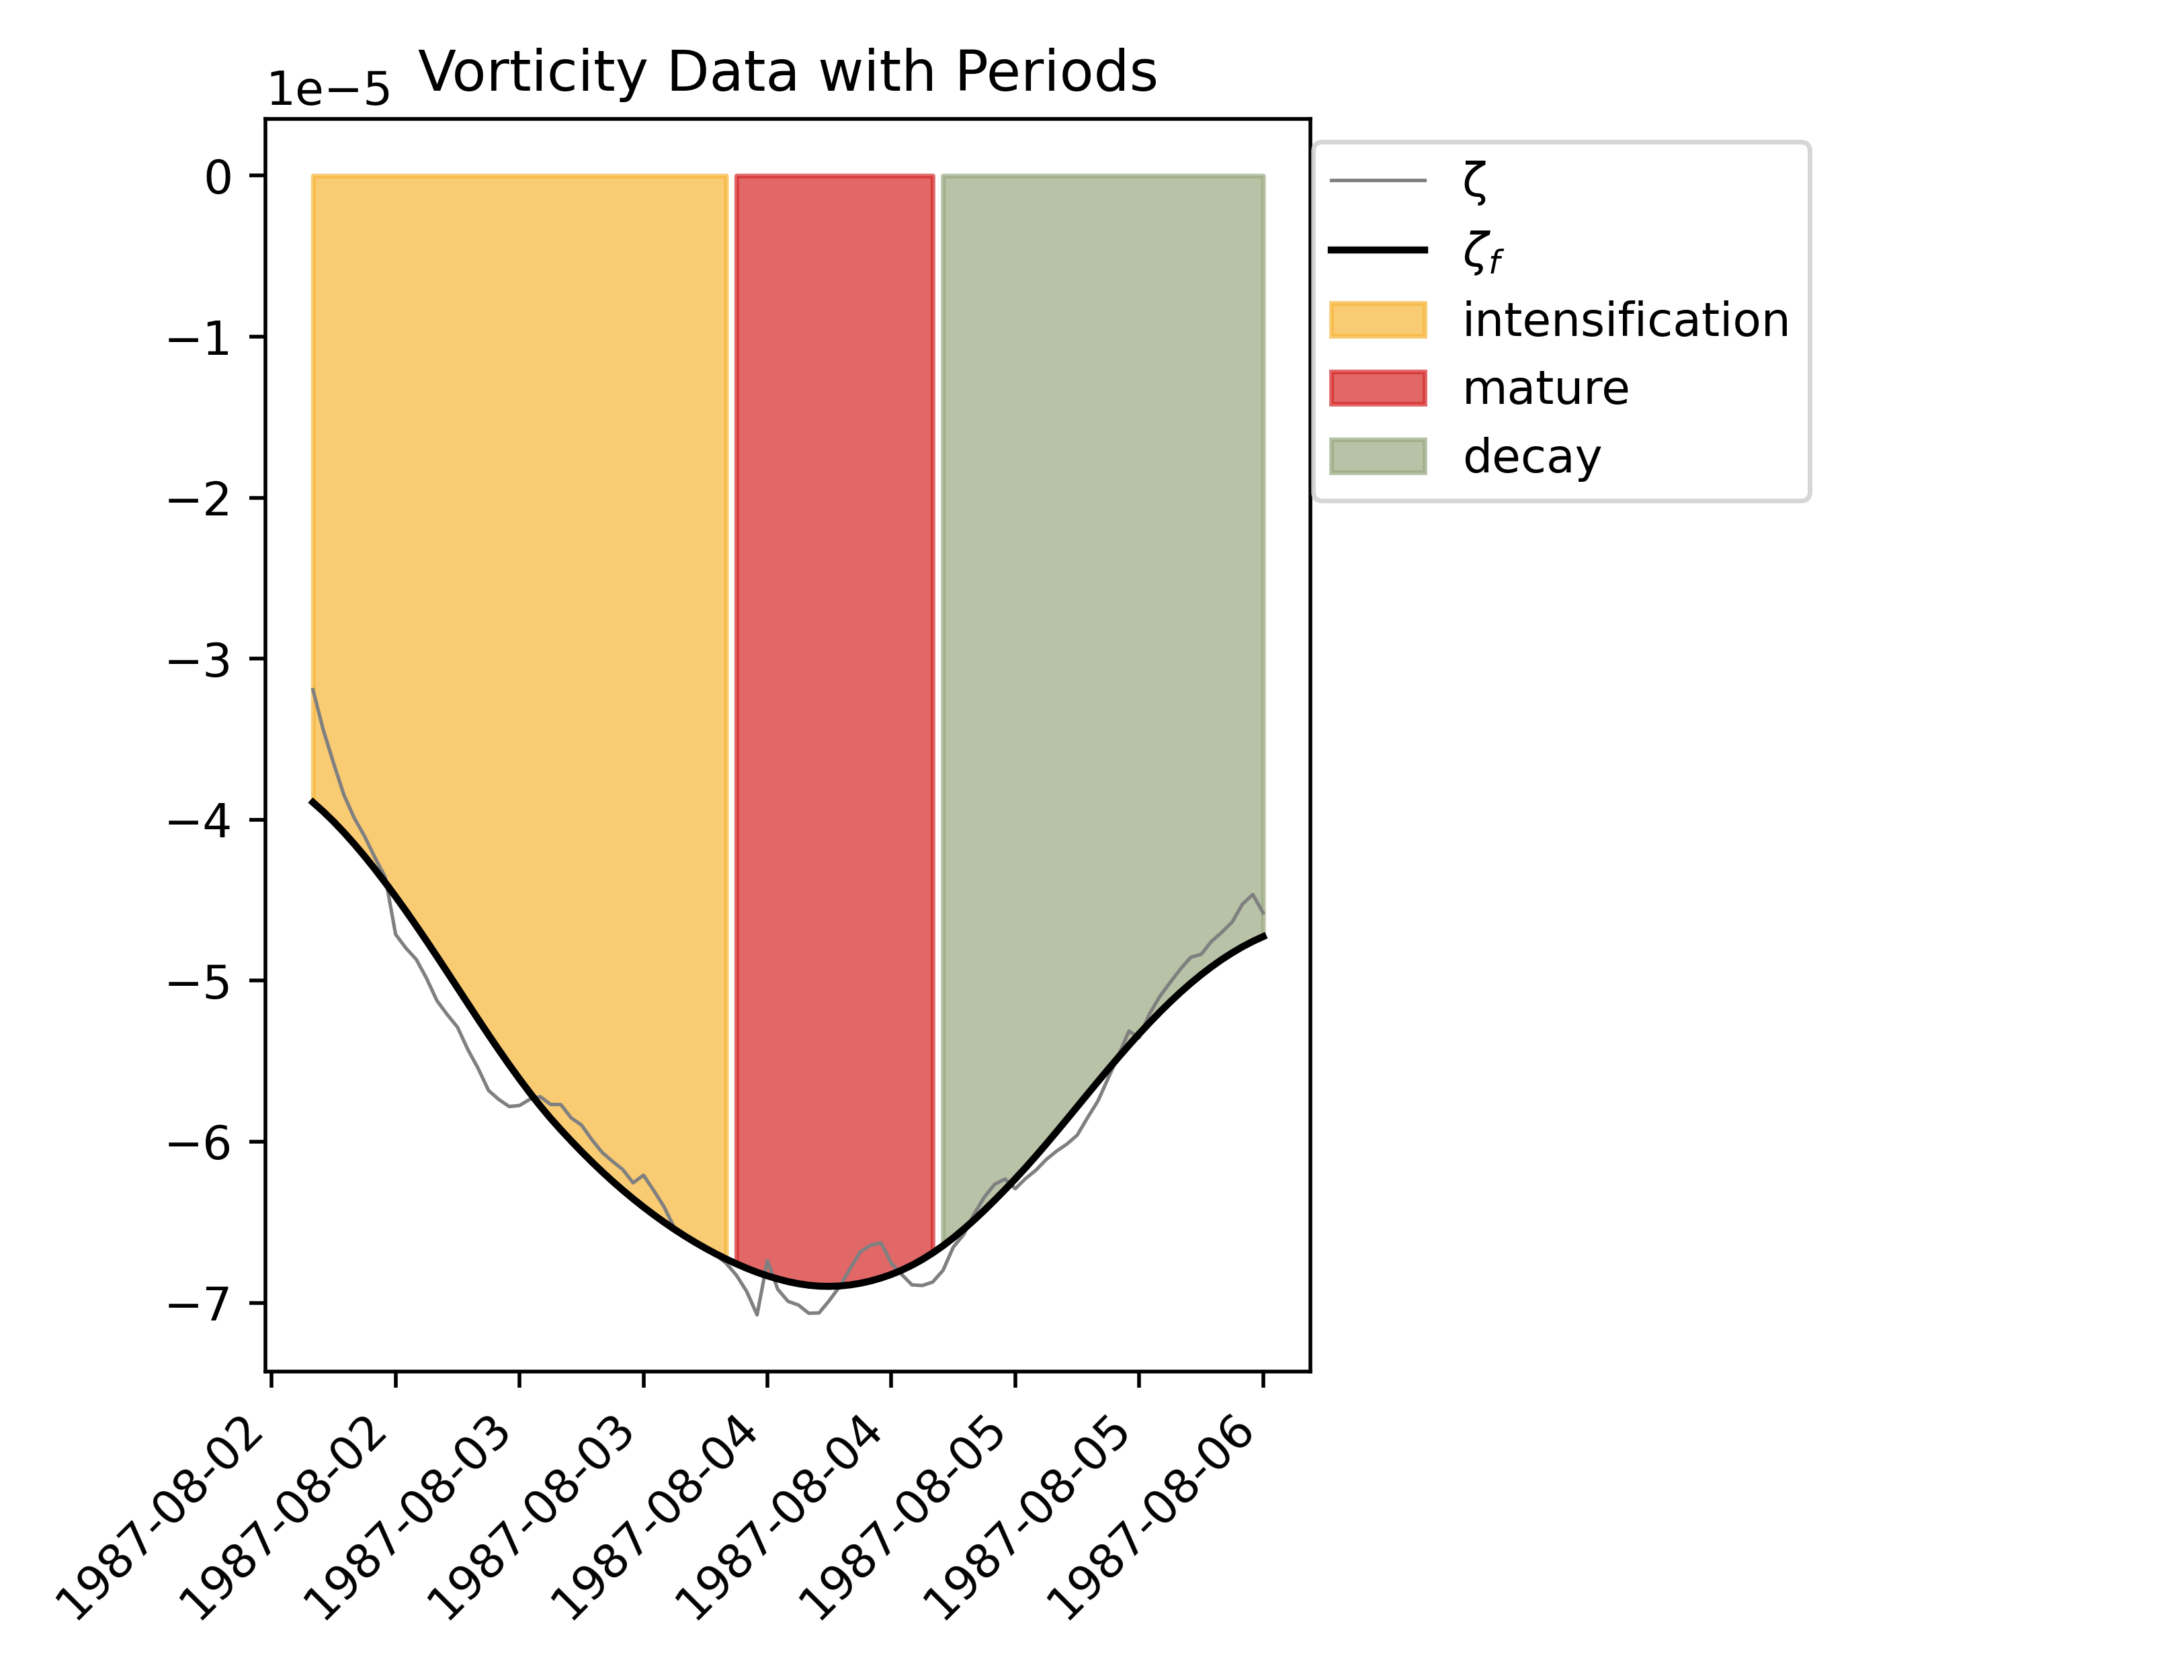 Vorticity Data with Periods
1e−5
0
−1
−2
−3
−4
−5
−6
−7
1987-08-02
1987-08-02
1987-08-03
1987-08-03
1987-08-04
1987-08-04
1987-08-05
1987-08-05
1987-08-06
ζ
ζf
intensification
mature
decay